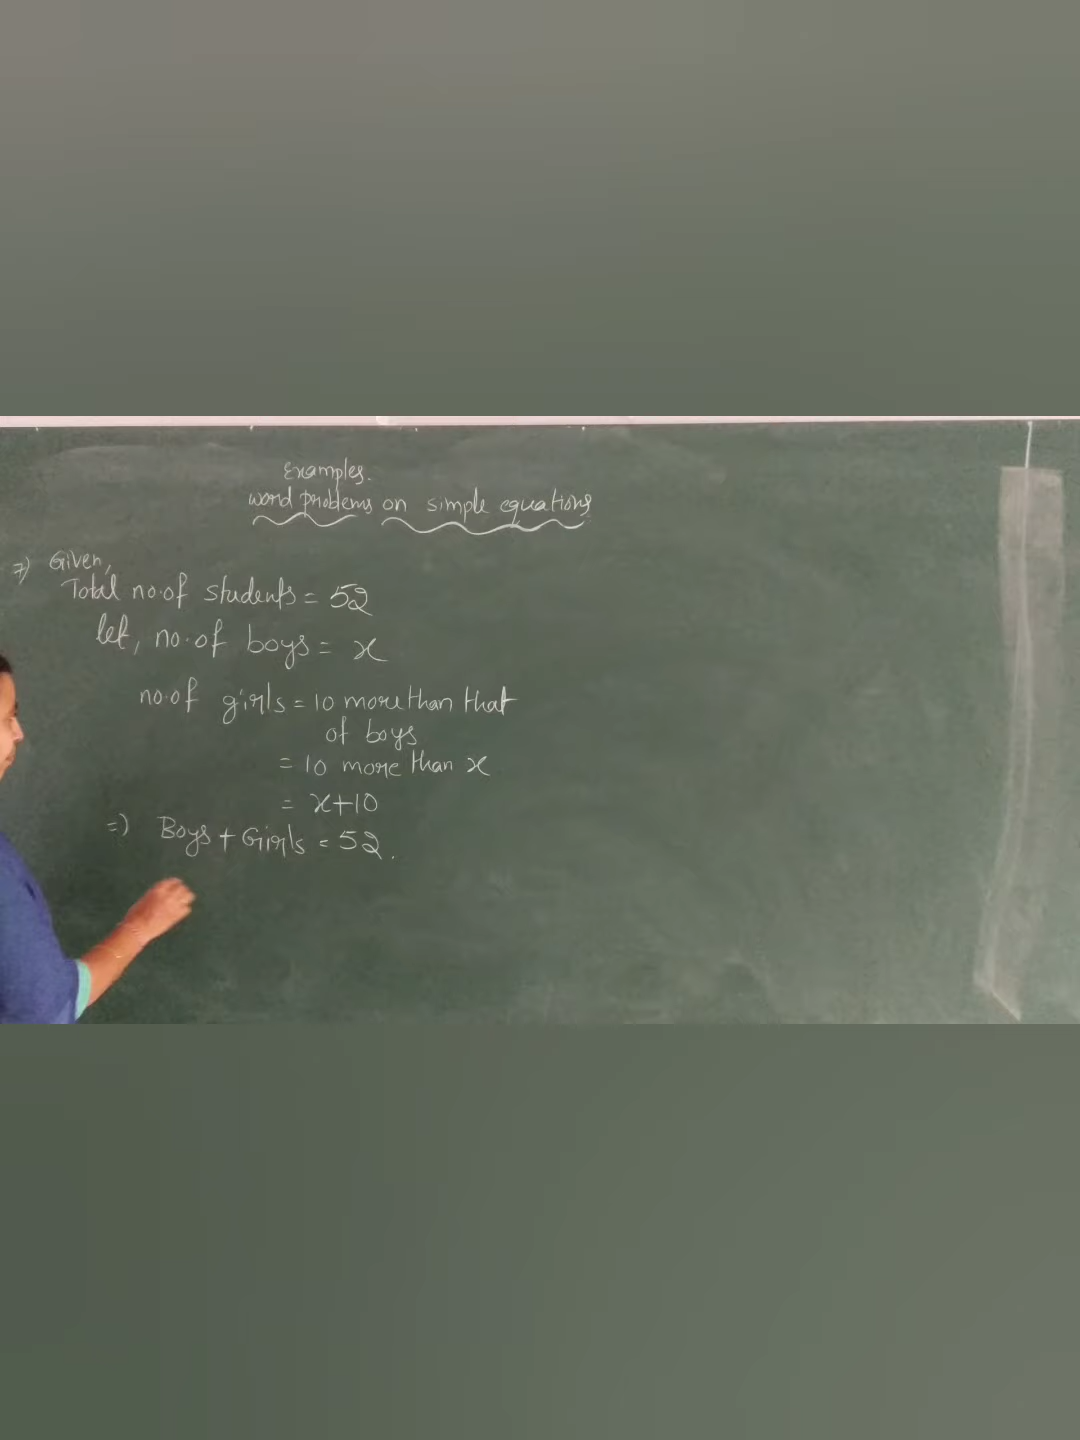 Examples.
word problems on simple equations
7) Given,
Total no.of students = 52
let, no.of boys = x
no.of girls = 10 more than that
of boys
= 10 more than x
= x+10
=) Boys + Girls = 52.